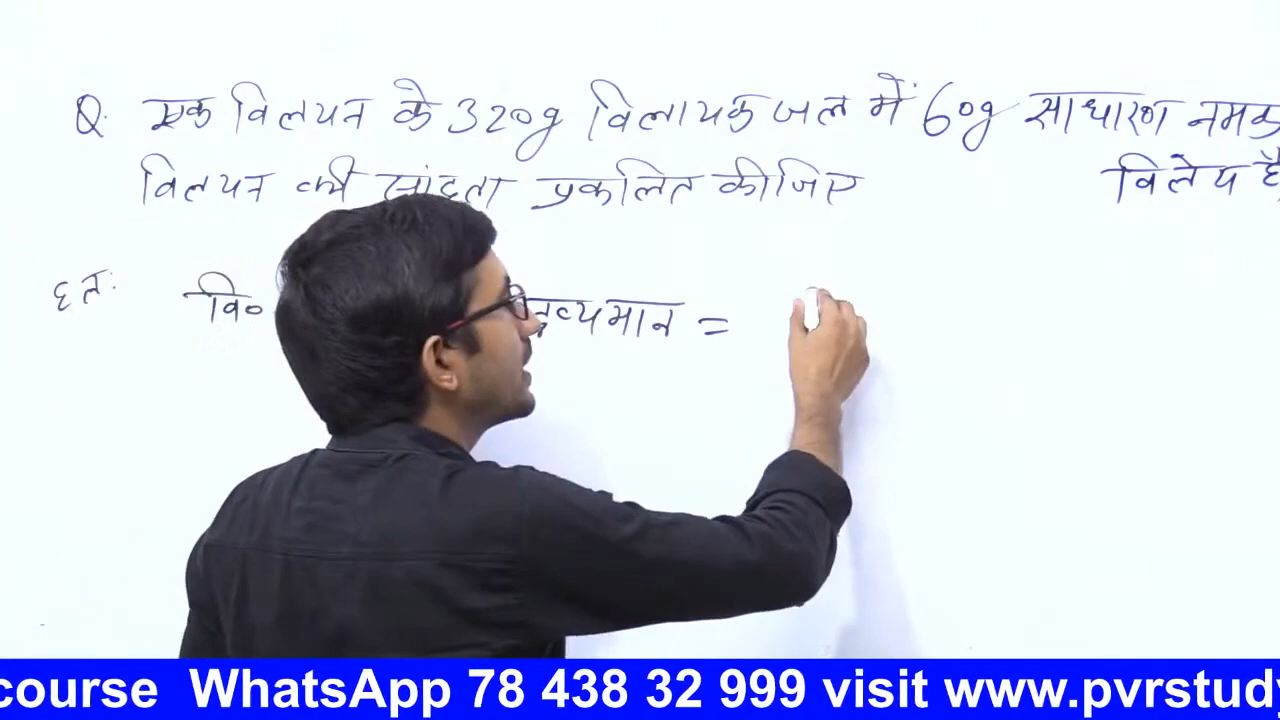 Q. एक विलयन के 320g विलायक जल में 60g साधारण नमक
विलेय है
विलयन की सांद्रता प्रकलित कीजिए
हल: वि० द्रव्यमान =
course WhatsApp 78 438 32 999 visit www.pvrstudy